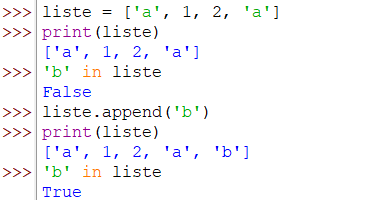 >>> liste = ['a', 1, 2, 'a']
>>> print(liste)
['a', 1, 2, 'a']
>>> 'b' in liste
False
>>> liste.append('b')
>>> print(liste)
['a', 1, 2, 'a', 'b']
>>> 'b' in liste
True